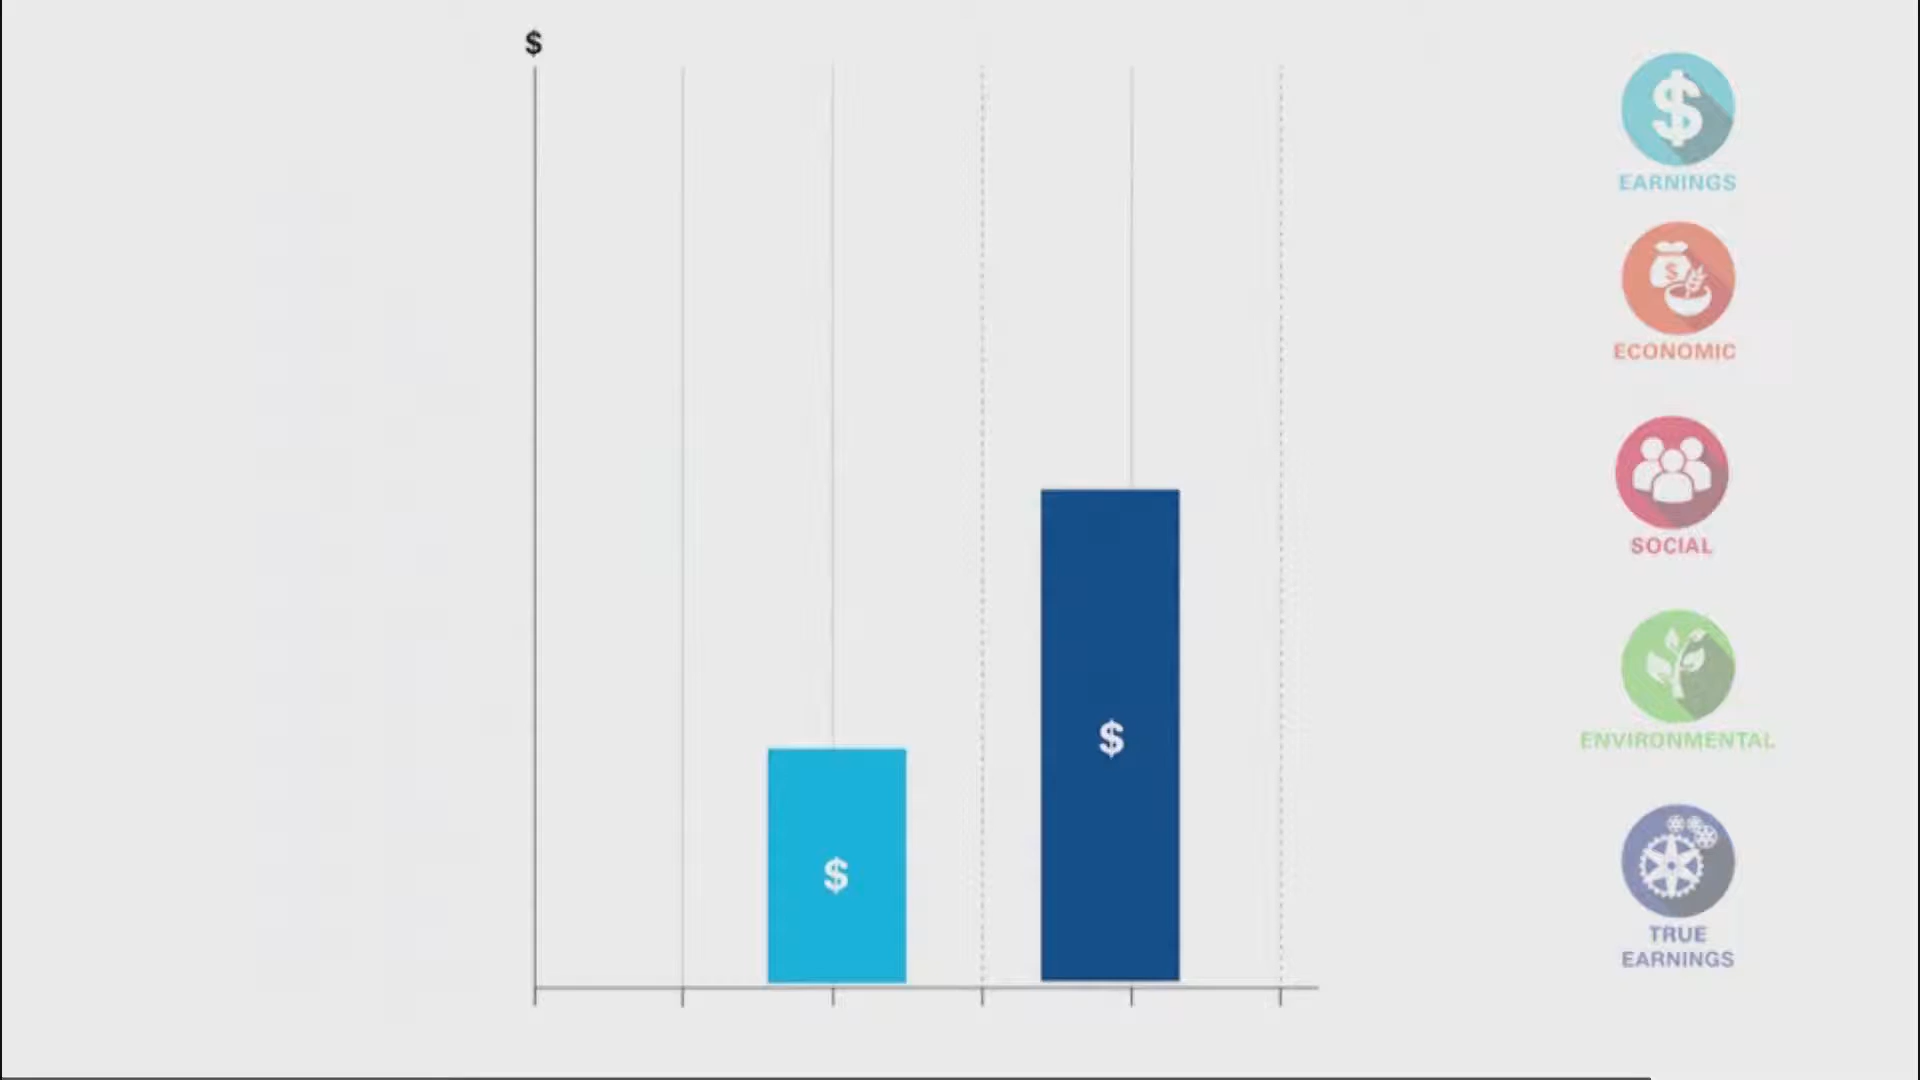 $
$
$
$
EARNINGS
$
ECONOMIC
SOCIAL
ENVIRONMENTAL
TRUE
EARNINGS